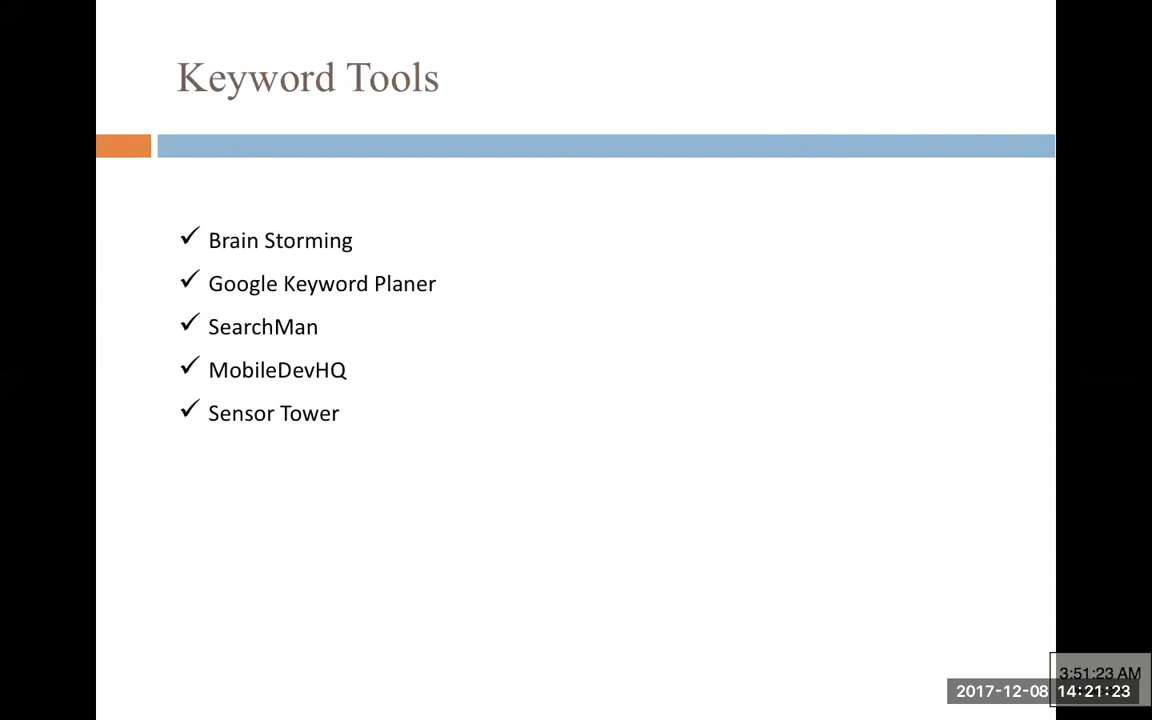 Keyword Tools
✓ Brain Storming
✓ Google Keyword Planer
✓ SearchMan
✓ MobileDevHQ
✓ Sensor Tower
3:51:23 AM
2017-12-08 14:21:23